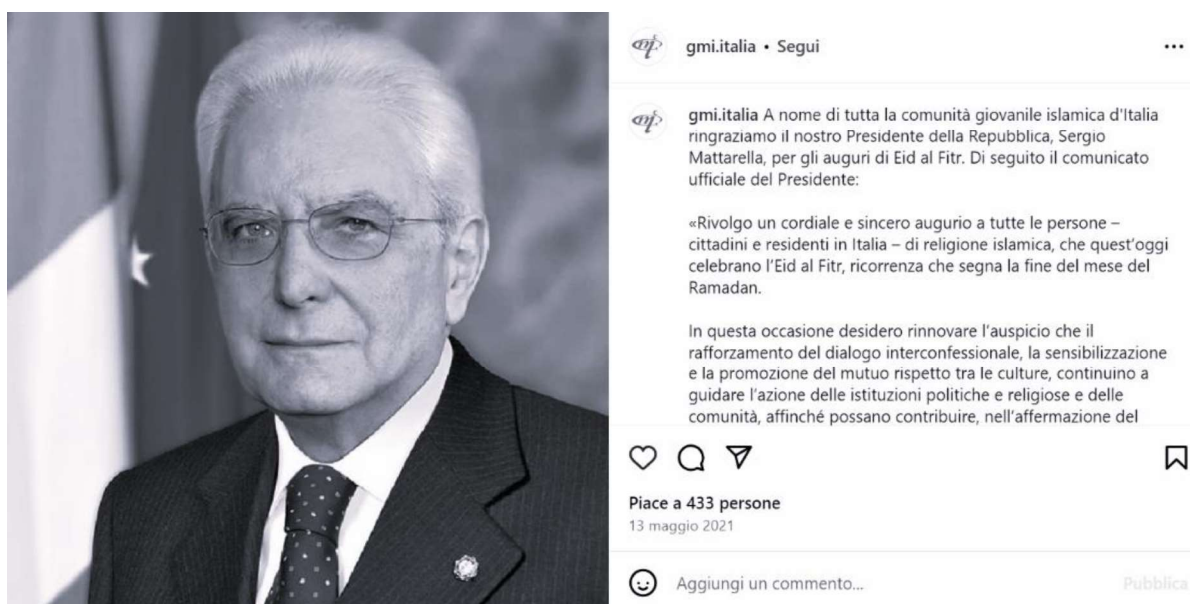 gmi.italia • Segui
gmi.italia A nome di tutta la comunità giovanile islamica d'Italia
ringraziamo il nostro Presidente della Repubblica, Sergio
Mattarella, per gli auguri di Eid al Fitr. Di seguito il comunicato
ufficiale del Presidente:
«Rivolgo un cordiale e sincero augurio a tutte le persone –
cittadini e residenti in Italia – di religione islamica, che quest'oggi
celebrano l'Eid al Fitr, ricorrenza che segna la fine del mese del
Ramadan.
In questa occasione desidero rinnovare l'auspicio che il
rafforzamento del dialogo interconfessionale, la sensibilizzazione
e la promozione del mutuo rispetto tra le culture, continuino a
guidare l'azione delle istituzioni politiche e religiose e delle
comunità, affinché possano contribuire, nell'affermazione del
Piace a 433 persone
13 maggio 2021
Aggiungi un commento...
Pubblica